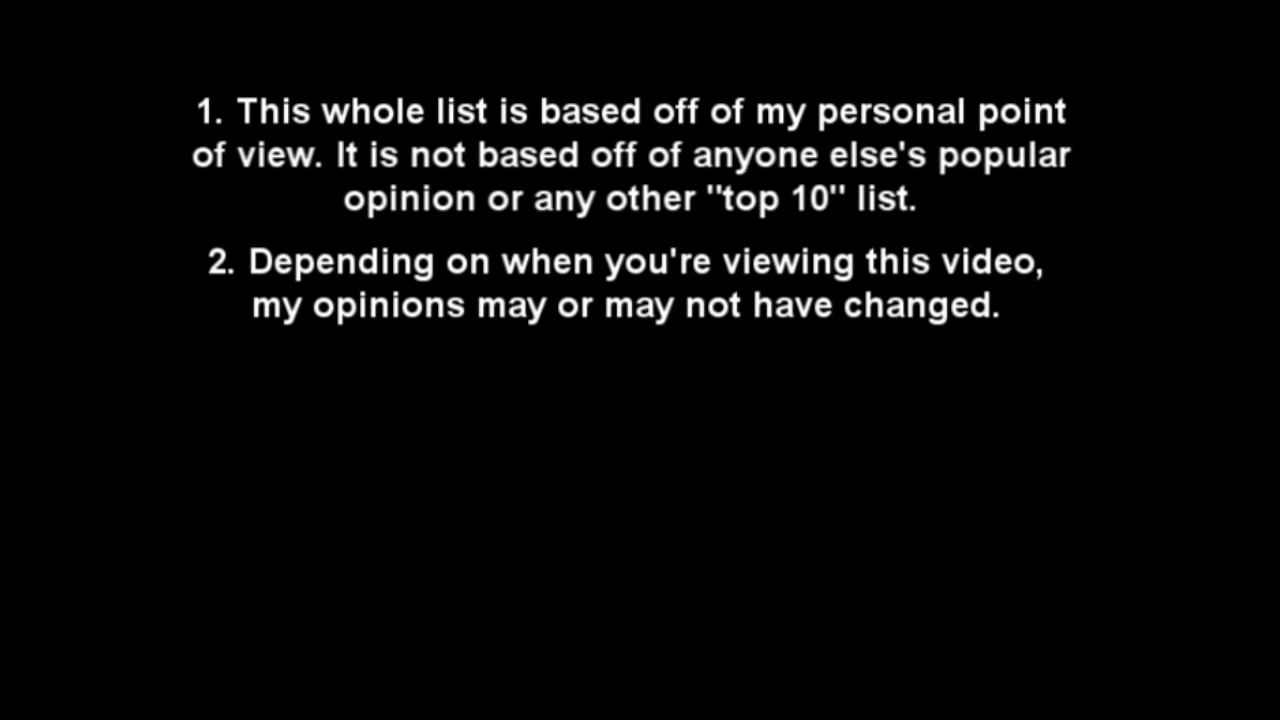 1. This whole list is based off of my personal point
of view. It is not based off of anyone else's popular
opinion or any other "top 10" list.
2. Depending on when you're viewing this video,
my opinions may or may not have changed.